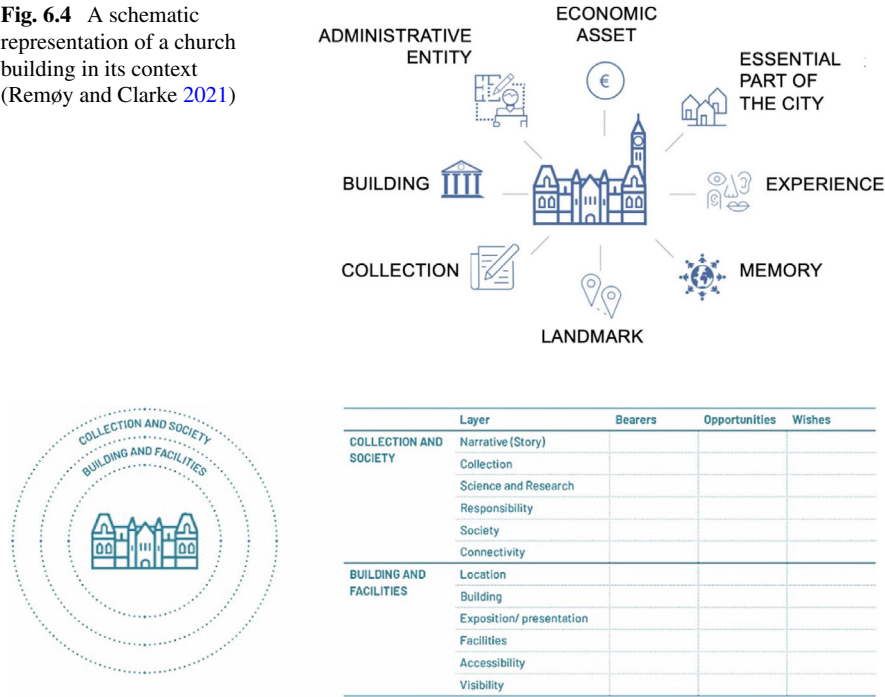 Fig. 6.4 A schematic
representation of a church
building in its context
(Remøy and Clarke 2021)
ECONOMIC
ASSET
ADMINISTRATIVE
ENTITY
ESSENTIAL
PART OF
THE CITY
€
BUILDING
EXPERIENCE
COLLECTION
MEMORY
LANDMARK
COLLECTION AND SOCIETY
BUILDING AND FACILITIES
Layer Bearers Opportunities Wishes
COLLECTION AND
SOCIETY
Narrative (Story)
Collection
Science and Research
Responsibility
Society
Connectivity
BUILDING AND
FACILITIES
Location
Building
Exposition/ presentation
Facilities
Accessibility
Visibility